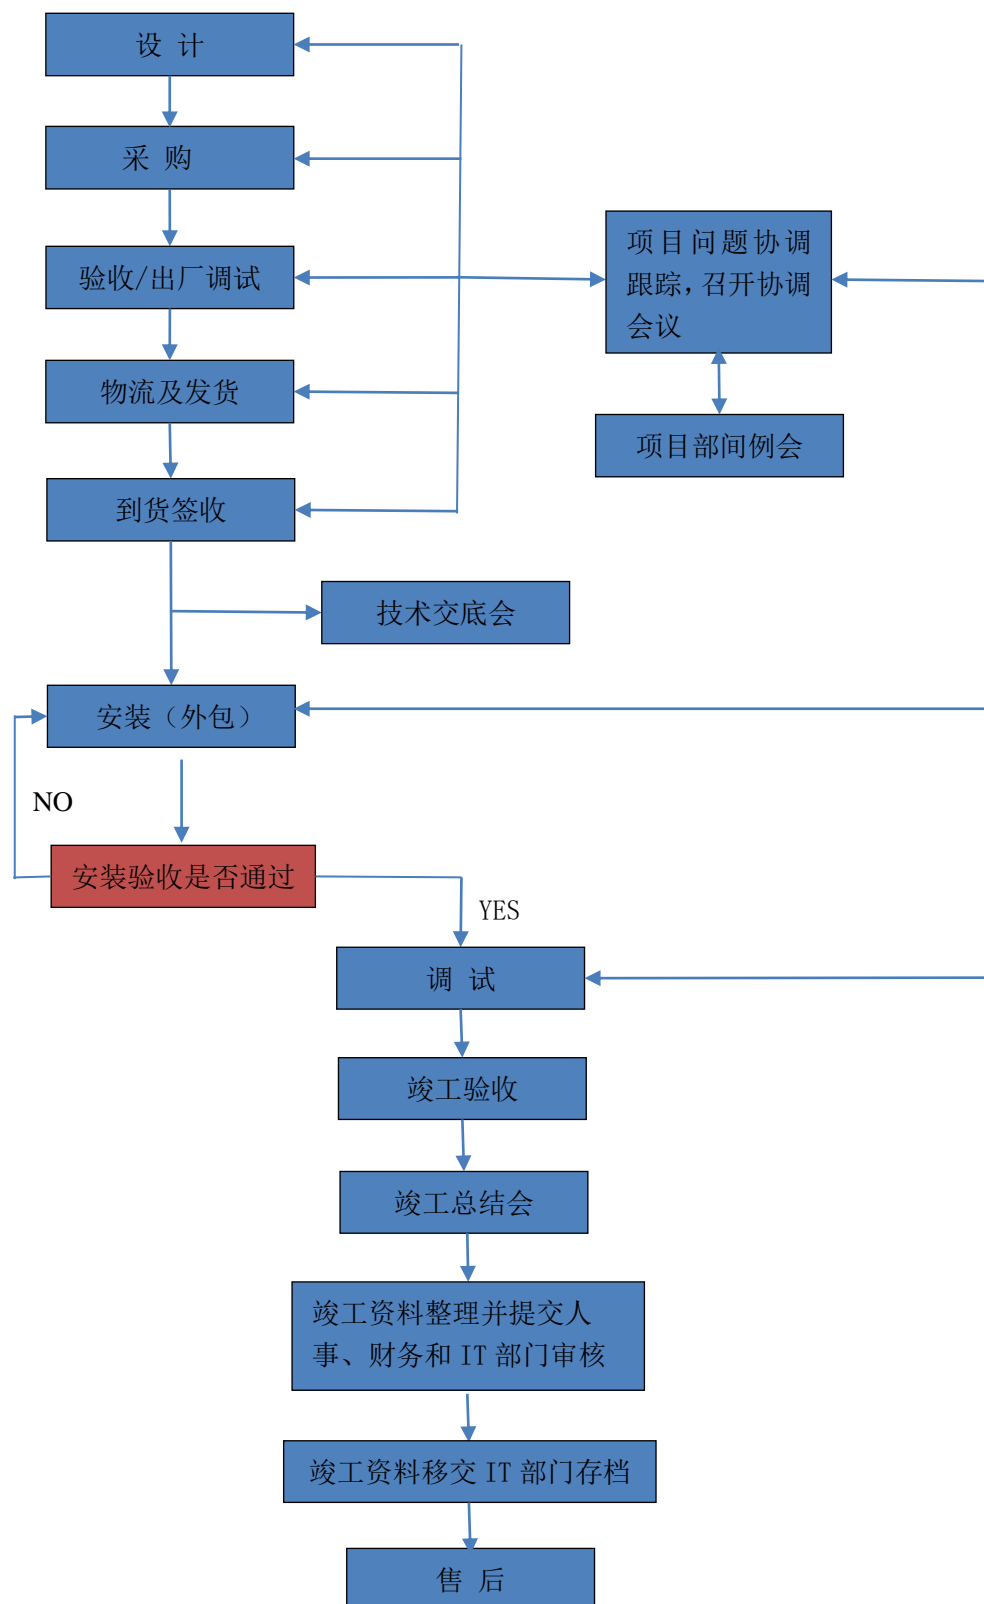 设 计
采 购
验收/出厂调试
物流及发货
到货签收
项目问题协调
跟踪，召开协调
会议
项目部间例会
技术交底会
安装（外包）
NO
安装验收是否通过
YES
调 试
竣工验收
竣工总结会
竣工资料整理并提交人
事、财务和 IT 部门审核
竣工资料移交 IT 部门存档
售 后